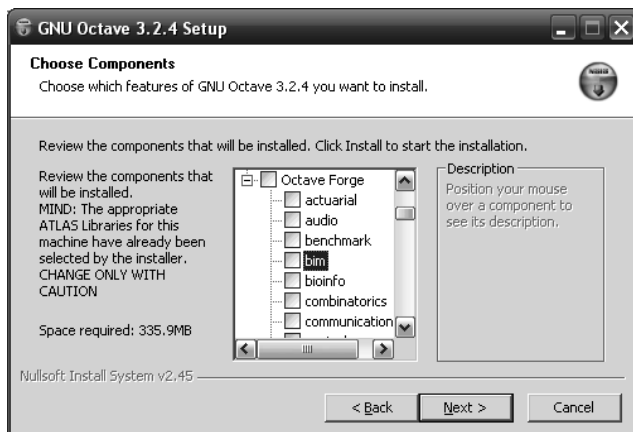 GNU Octave 3.2.4 Setup
Choose Components
Choose which features of GNU Octave 3.2.4 you want to install.
Review the components that will be installed. Click Install to start the installation.
Review the components that
will be installed.
MIND: The appropriate
ATLAS Libraries for this
machine have already been
selected by the installer.
CHANGE ONLY WITH
CAUTION
Space required: 335.9MB
Octave Forge
actuarial
audio
benchmark
bim
bioinfo
combinatorics
communication
Description
Position your mouse
over a component to
see its description.
Nullsoft Install System v2.45
< Back
Next >
Cancel